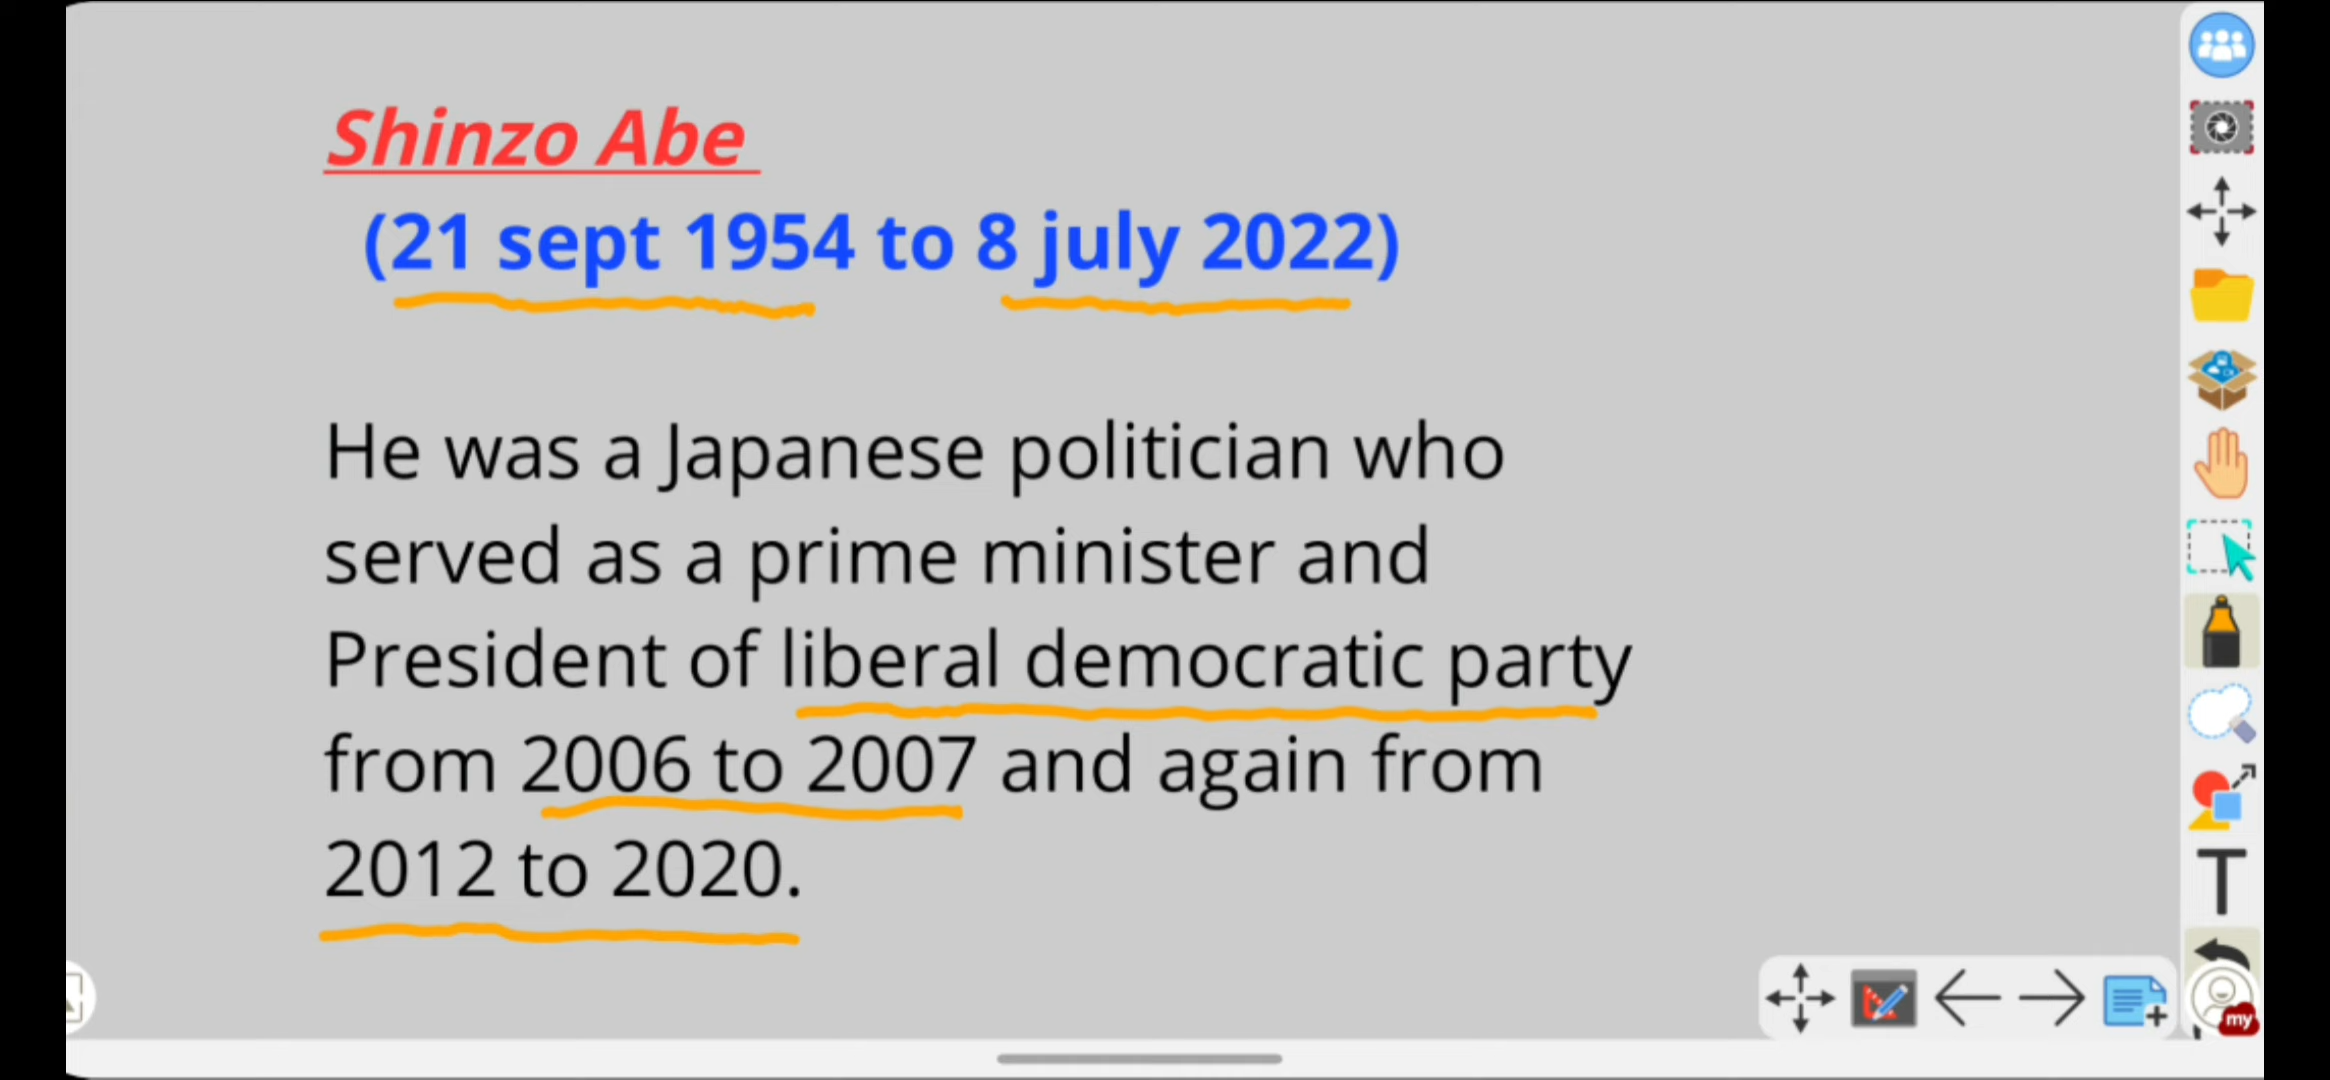 Shinzo Abe
(21 sept 1954 to 8 july 2022)
He was a Japanese politician who
served as a prime minister and
President of liberal democratic party
from 2006 to 2007 and again from
2012 to 2020.
T
my